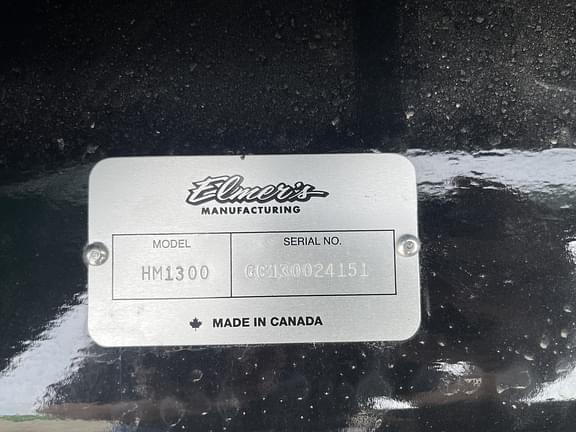 Elmer's
MANUFACTURING
MODEL
SERIAL NO.
HM1300
GC130024151
MADE IN CANADA